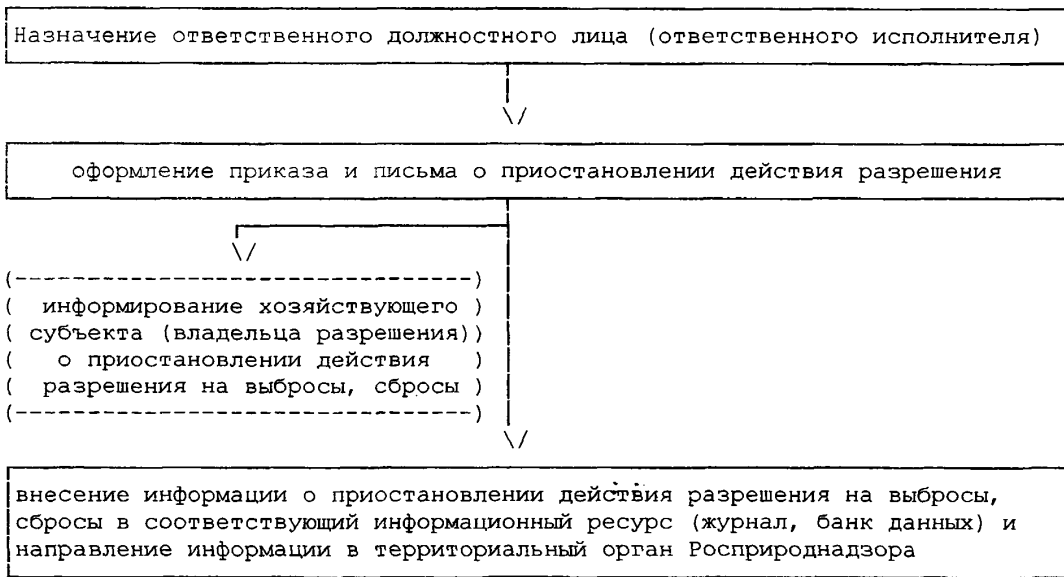 Назначение ответственного должностного лица (ответственного исполнителя)
оформление приказа и письма о приостановлении действия разрешения
информирование хозяйствующего
субъекта (владельца разрешения)
о приостановлении действия
разрешения на выбросы, сбросы
внесение информации о приостановлении действия разрешения на выбросы,
сбросы в соответствующий информационный ресурс (журнал, банк данных) и
направление информации в территориальный орган Росприроднадзора